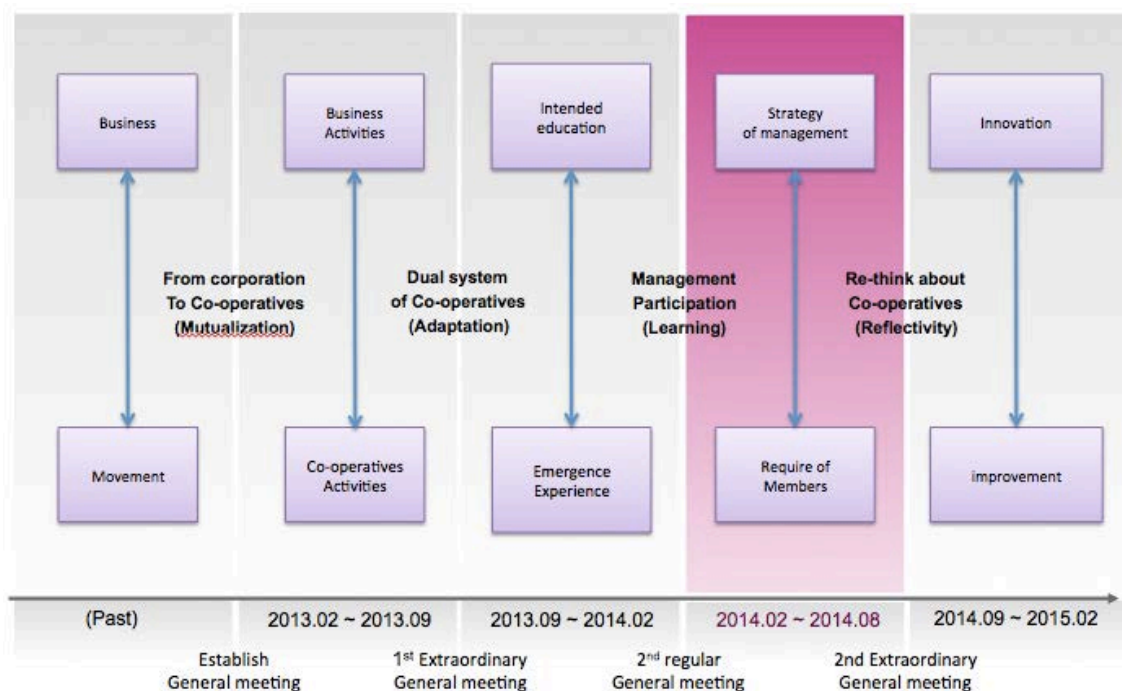 Business
Business
Activities
Intended
education
Strategy
of management
Innovation
From corporation
To Co-operatives
(Mutualization)
Dual system
of Co-operatives
(Adaptation)
Management
Participation
(Learning)
Re-think about
Co-operatives
(Reflectivity)
Movement
Co-operatives
Activities
Emergence
Experience
Require of
Members
improvement
(Past)
2013.02 ~ 2013.09
2013.09 ~ 2014.02
2014.02 ~ 2014.08
2014.09 ~ 2015.02
Establish
General meeting
1st Extraordinary
General meeting
2nd regular
General meeting
2nd Extraordinary
General meeting